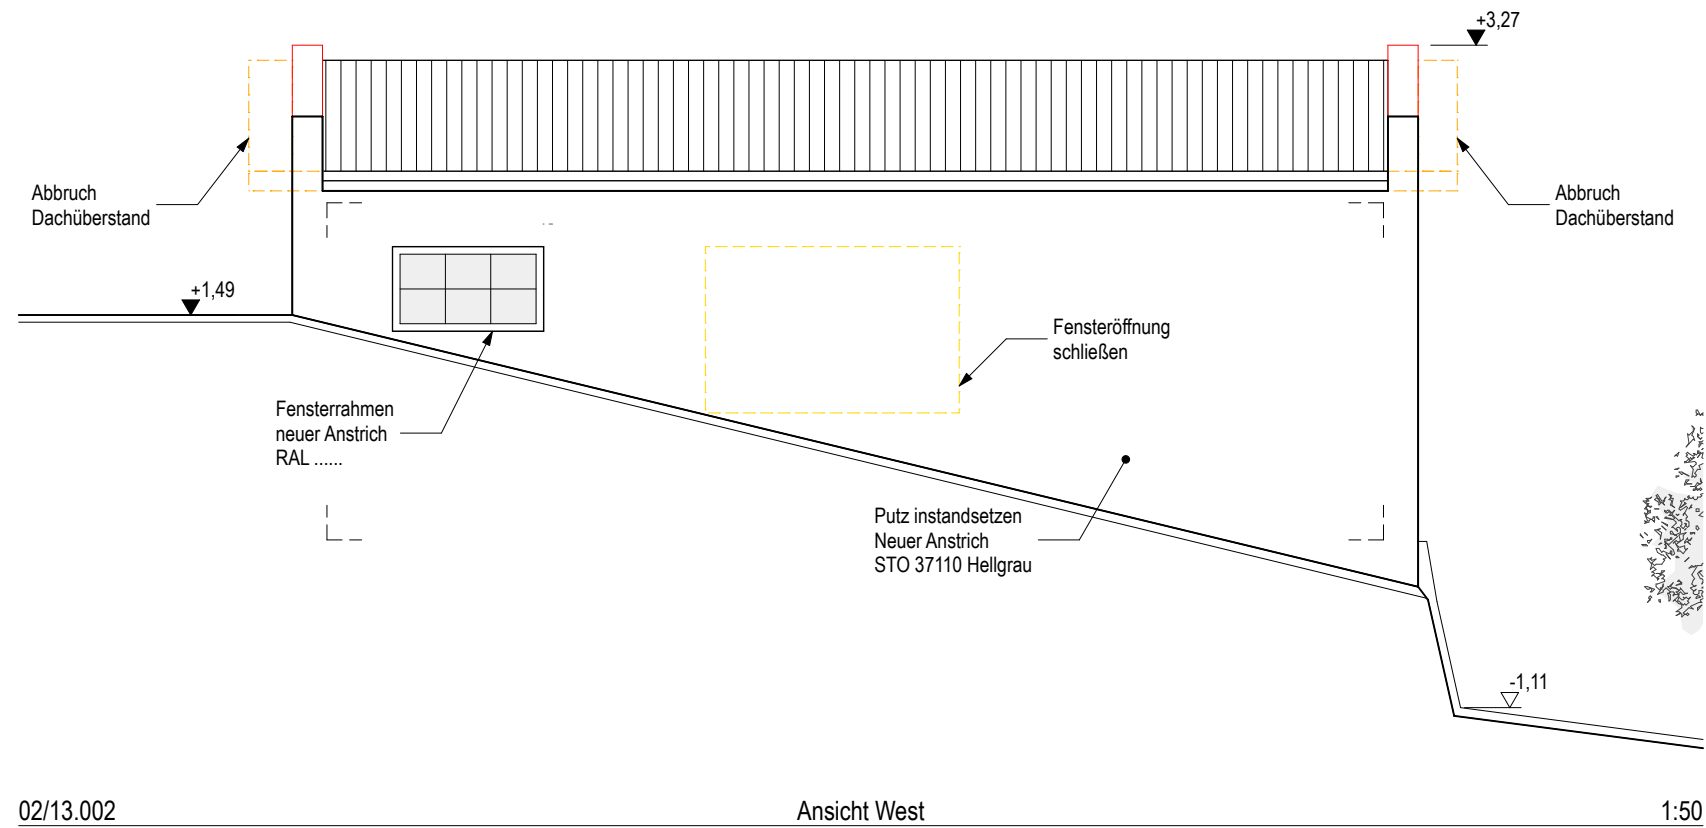 +3,27
Abbruch
Dachüberstand
Abbruch
Dachüberstand
+1,49
Fensteröffnung
schließen
Fensterrahmen
neuer Anstrich
RAL ......
Putz instandsetzen
Neuer Anstrich
STO 37110 Hellgrau
-1,11
02/13.002
Ansicht West
1:50